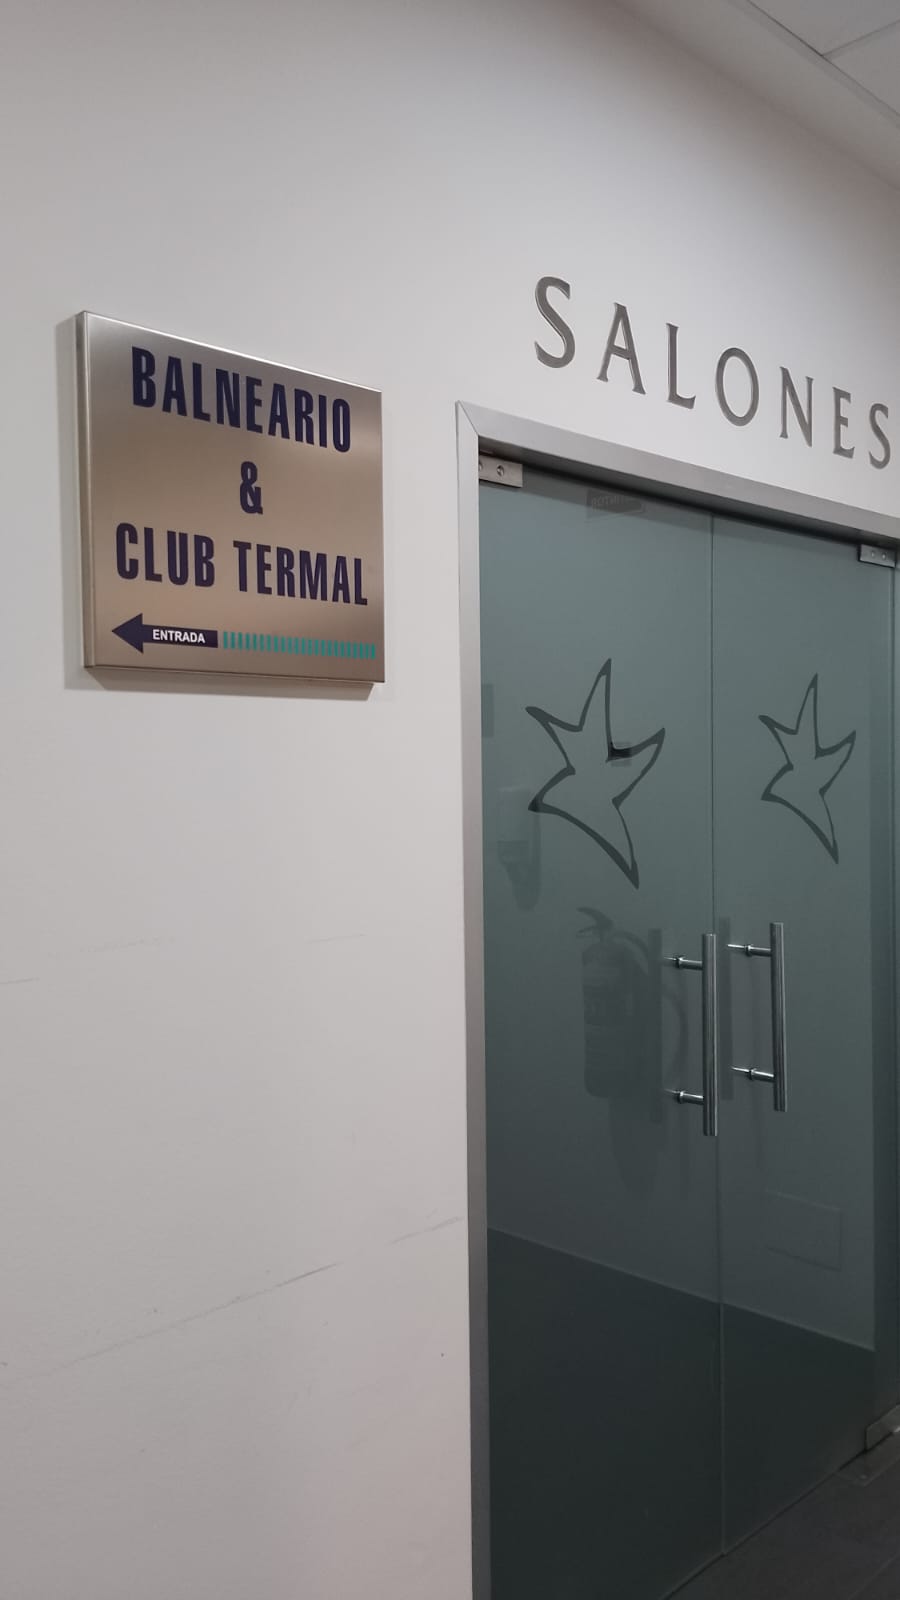 BALNEARIO
&
CLUB TERMAL
ENTRADA
SALONES